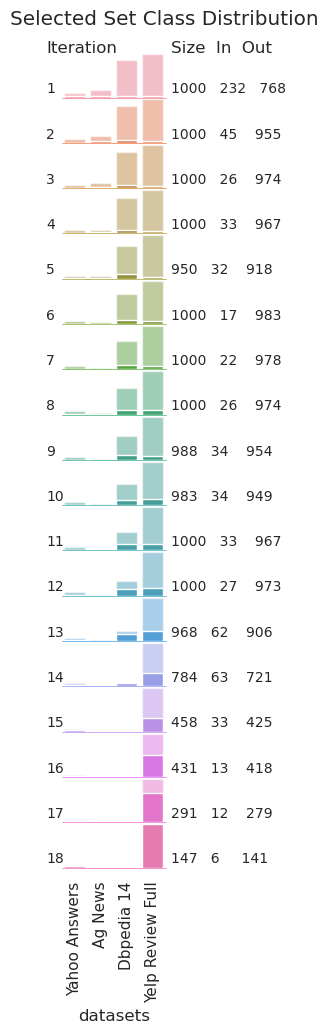 Selected Set Class Distribution
Iteration Size In Out
1 1000 232 768
2 1000 45 955
3 1000 26 974
4 1000 33 967
5 950 32 918
6 1000 17 983
7 1000 22 978
8 1000 26 974
9 988 34 954
10 983 34 949
11 1000 33 967
12 1000 27 973
13 968 62 906
14 784 63 721
15 458 33 425
16 431 13 418
17 291 12 279
18 147 6 141
Yahoo Answers
Ag News
Dbpedia 14
Yelp Review Full
datasets